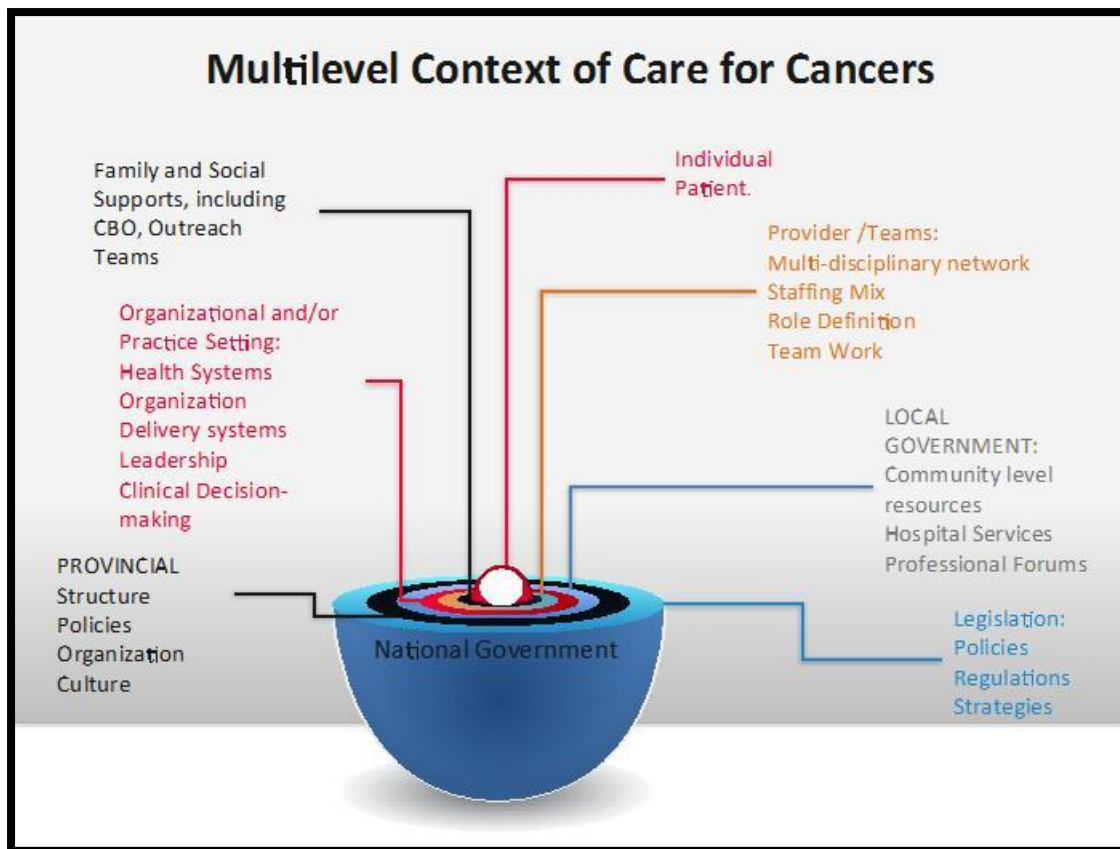 Multilevel Context of Care for Cancers
Family and Social
Supports, including
CBO, Outreach
Teams
Individual
Patient.
Provider /Teams:
Multi-disciplinary network
Staffing Mix
Role Definition
Team Work
Organizational and/or
Practice Setting:
Health Systems
Organization
Delivery systems
Leadership
Clinical Decision-
making
LOCAL
GOVERNMENT:
Community level
resources
Hospital Services
Professional Forums
PROVINCIAL
Structure
Policies
Organization
Culture
National Government
Legislation:
Policies
Regulations
Strategies